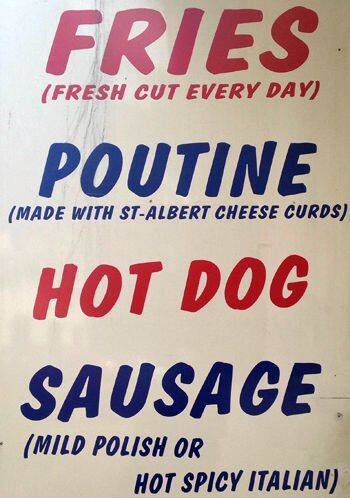 FRIES
(FRESH CUT EVERY DAY)
POUTINE
(MADE WITH ST-ALBERT CHEESE CURDS)
HOT DOG
SAUSAGE
(MILD POLISH OR
HOT SPICY ITALIAN)